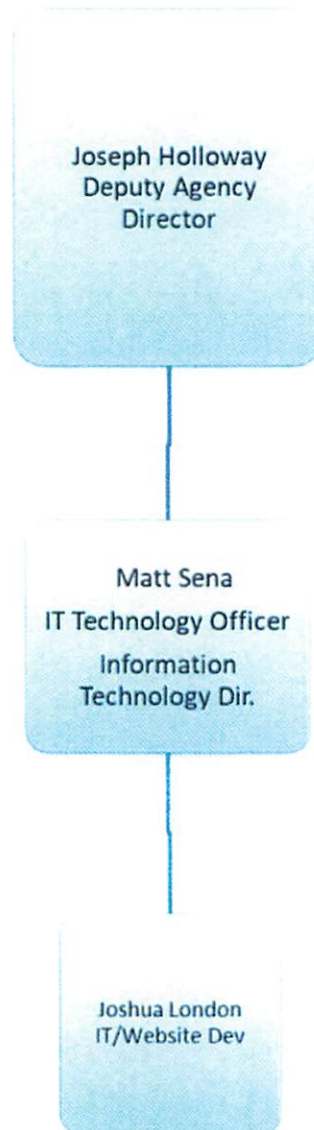 Joseph Holloway
Deputy Agency
Director
Matt Sena
IT Technology Officer
Information
Technology Dir.
Joshua London
IT/Website Dev